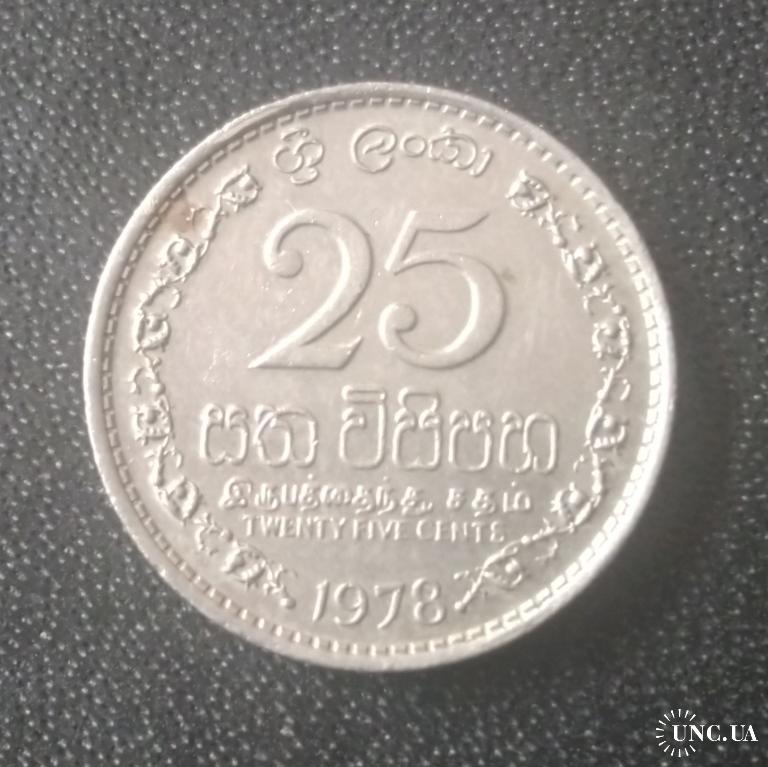 ශ්‍රී ලංකා
25
සත විසිපහ
இருபத்தைந்து சதம்
TWENTY FIVE CENTS
1978
UNC.UA